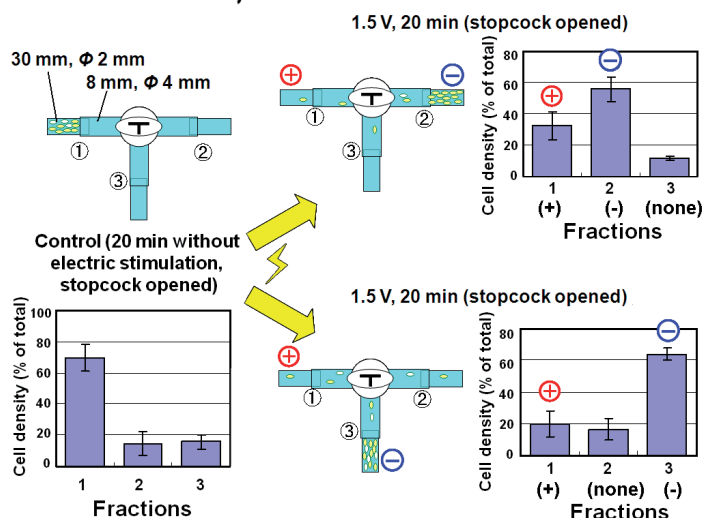 1.5 V, 20 min (stopcock opened)
30 mm, Φ 2 mm
8 mm, Φ 4 mm
T
①
②
③
+
−
T
①
②
③
Cell density (% of total)
80
60
40
20
0
+
−
1
2
3
(+)
(-)
(none)
Fractions
Control (20 min without
electric stimulation,
stopcock opened)
Cell density (% of total)
100
80
60
40
20
0
1
2
3
Fractions
1.5 V, 20 min (stopcock opened)
+
T
①
②
③
−
Cell density (% of total)
80
60
40
20
0
+
−
1
2
3
(+)
(none)
(-)
Fractions